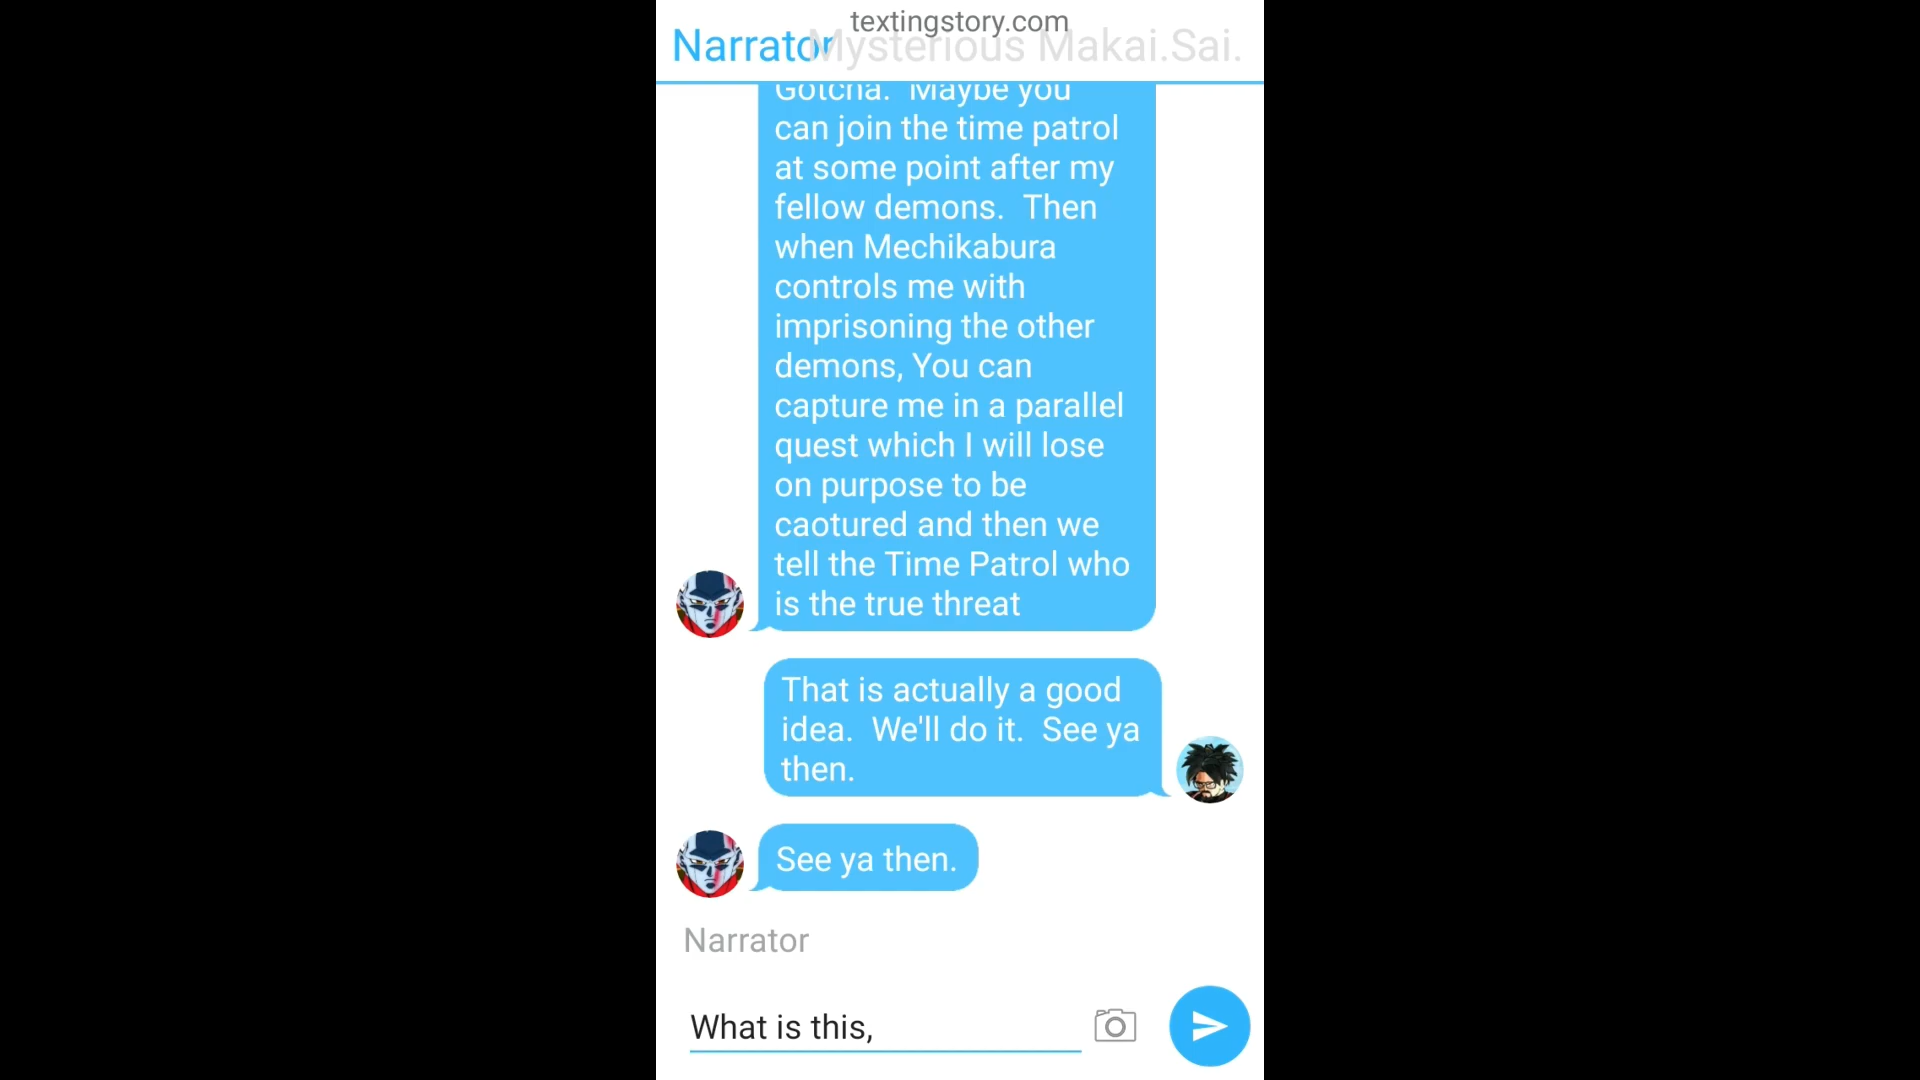 textingstory.com
Narrator Mysterious Makai.Sai.
Gotcha.  Maybe you
can join the time patrol
at some point after my
fellow demons.  Then
when Mechikabura
controls me with
imprisoning the other
demons, You can
capture me in a parallel
quest which I will lose
on purpose to be
caotured and then we
tell the Time Patrol who
is the true threat
That is actually a good
idea.  We'll do it.  See ya
then.
See ya then.
Narrator
What is this,